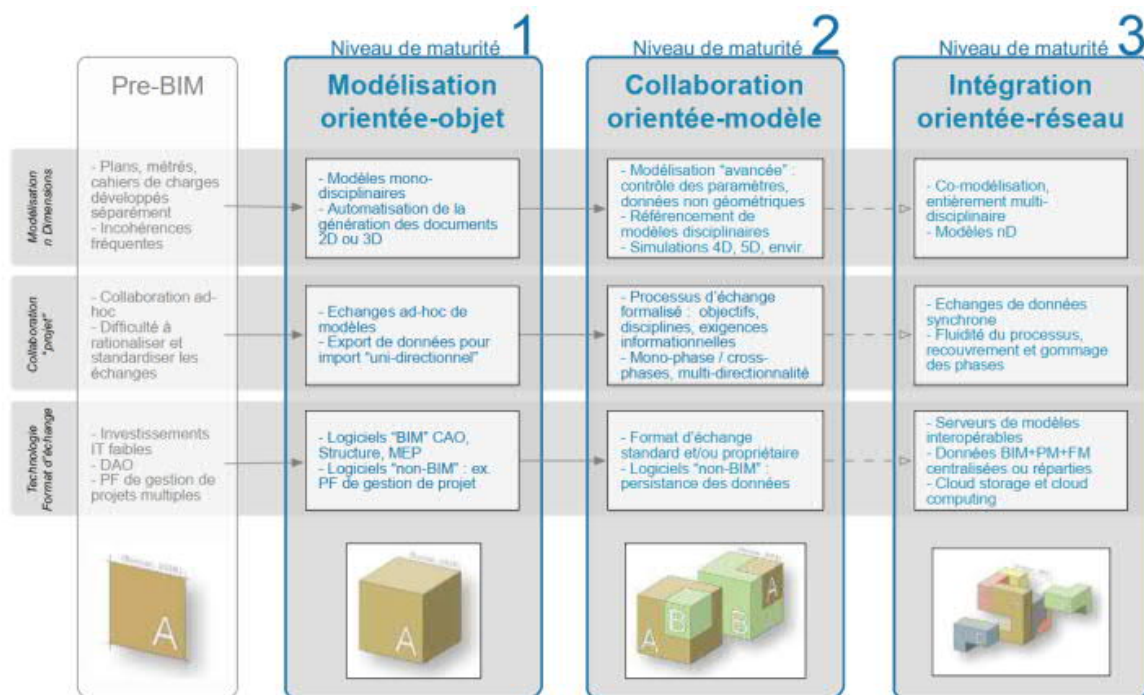 Niveau de maturité 1
Niveau de maturité 2
Niveau de maturité 3
Pre-BIM
Modélisation
orientée-objet
Collaboration
orientée-modèle
Intégration
orientée-réseau
Modélisation
n Dimensions
- Plans, métrés,
cahiers de charges
développés
séparément
- Incohérences
fréquentes
- Modèles mono-
disciplinaires
- Automatisation de la
génération des documents
2D ou 3D
- Modélisation "avancée" :
contrôle des paramètres,
données non géométriques
- Référencement de
modèles disciplinaires
- Simulations 4D, 5D, envir.
- Co-modélisation,
entièrement multi-
disciplinaire
- Modèles nD
Collaboration
"projet"
- Collaboration ad-
hoc
- Difficulté à
rationaliser et
standardiser les
échanges
- Echanges ad-hoc de
modèles
- Export de données pour
import "uni-directionnel"
- Processus d'échange
formalisé : objectifs,
disciplines, exigences
informationnelles
- Mono-phase / cross-
phases, multi-directionnalité
- Echanges de données
synchrone
- Fluidité du processus,
recouvrement et gommage
des phases
Technologie
Format d'échange
- Investissements
IT faibles
- DAO
- PF de gestion de
projets multiples
- Logiciels "BIM" CAO,
Structure, MEP
- Logiciels "non-BIM" : ex.
PF de gestion de projet
- Format d'échange
standard et/ou propriétaire
- Logiciels "non-BIM" :
persistance des données
- Serveurs de modèles
interopérables
- Données BIM+PM+FM
centralisées ou réparties
- Cloud storage et cloud
computing
A
A
A
B
B
A